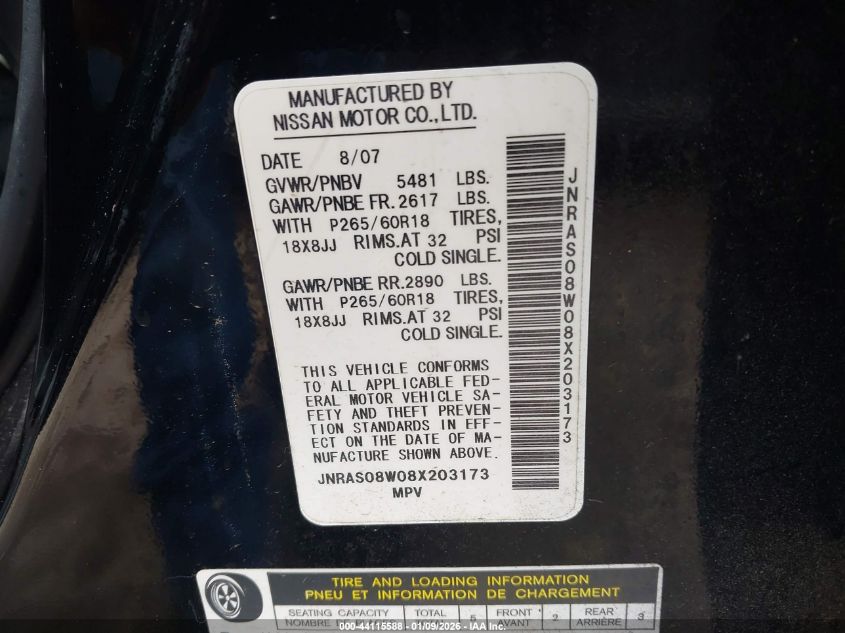 MANUFACTURED BY
NISSAN MOTOR CO.,LTD.
DATE 8/07
GVWR/PNBV 5481 LBS.
GAWR/PNBE FR. 2617 LBS.
WITH P265/60R18 TIRES,
18X8JJ RIMS.AT 32 PSI
COLD SINGLE.
GAWR/PNBE RR.2890 LBS.
WITH P265/60R18 TIRES,
18X8JJ RIMS.AT 32 PSI
COLD SINGLE.
THIS VEHICLE CONFORMS
TO ALL APPLICABLE FED-
ERAL MOTOR VEHICLE SA-
FETY AND THEFT PREVEN-
TION STANDARDS IN EFF-
ECT ON THE DATE OF MA-
NUFACTURE SHOWN ABOVE.
JNRAS08W08X203173
MPV
JNRAS08W08X203173
TIRE AND LOADING INFORMATION
PNEU ET INFORMATION DE CHARGEMENT
SEATING CAPACITY TOTAL 5 FRONT 2 REAR 3
AVANT ARRIÈRE
000-44115588 - 01/09/2026 - IAA Inc.